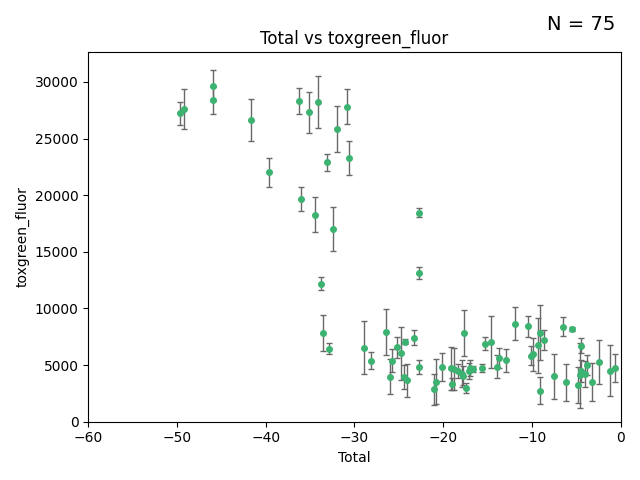 N = 75
Total vs toxgreen_fluor
30000
25000
20000
15000
10000
5000
0
toxgreen_fluor
−60 −50 −40 −30 −20 −10 0
Total